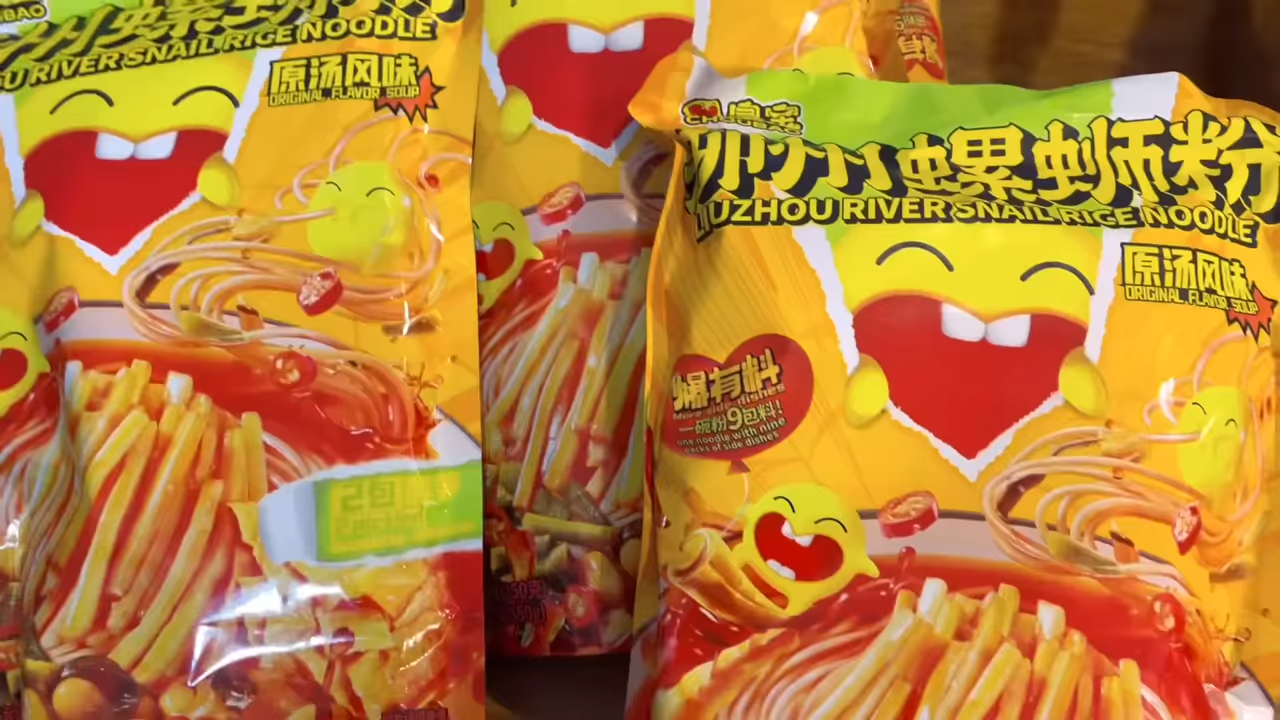 原汤风味
ORIGINAL FLAVOR SOUP
RIVER SNAIL RICE NOODLE
柳州螺蛳粉
LIUZHOU RIVER SNAIL RICE NOODLE
原汤风味
ORIGINAL FLAVOR SOUP
爆有料
More side dishes
一碗粉9包料!
one noodle with nine
packs of side dishes
2包